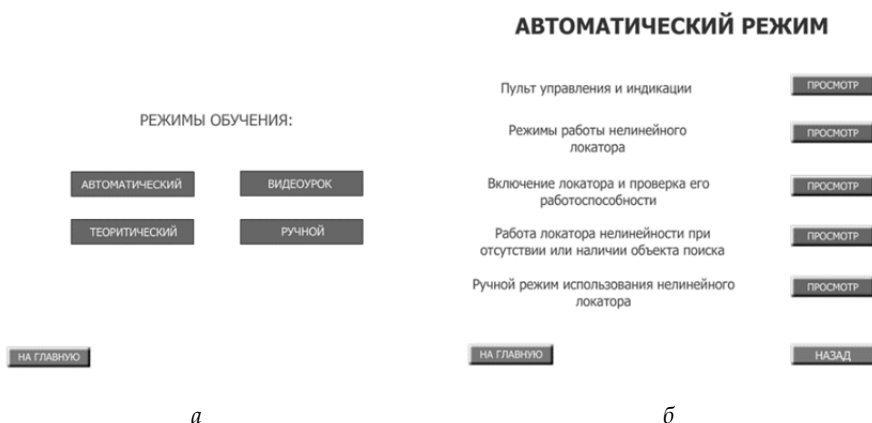 РЕЖИМЫ ОБУЧЕНИЯ:
АВТОМАТИЧЕСКИЙ
ВИДЕОУРОК
ТЕОРИТИЧЕСКИЙ
РУЧНОЙ
НА ГЛАВНУЮ
а
АВТОМАТИЧЕСКИЙ РЕЖИМ
Пульт управления и индикации
ПРОСМОТР
Режимы работы нелинейного
локатора
ПРОСМОТР
Включение локатора и проверка его
работоспособности
ПРОСМОТР
Работа локатора нелинейности при
отсутствии или наличии объекта поиска
ПРОСМОТР
Ручной режим использования нелинейного
локатора
ПРОСМОТР
НА ГЛАВНУЮ
НАЗАД
б